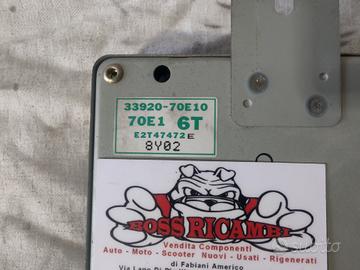 33920-70E10
70E1 6T
E2T47472E
8Y02
BOSS RICAMBI
Vendita Componenti
Auto - Moto - Scooter Nuovi - Usati - Rigenerati
di Fabiani Americo
subito